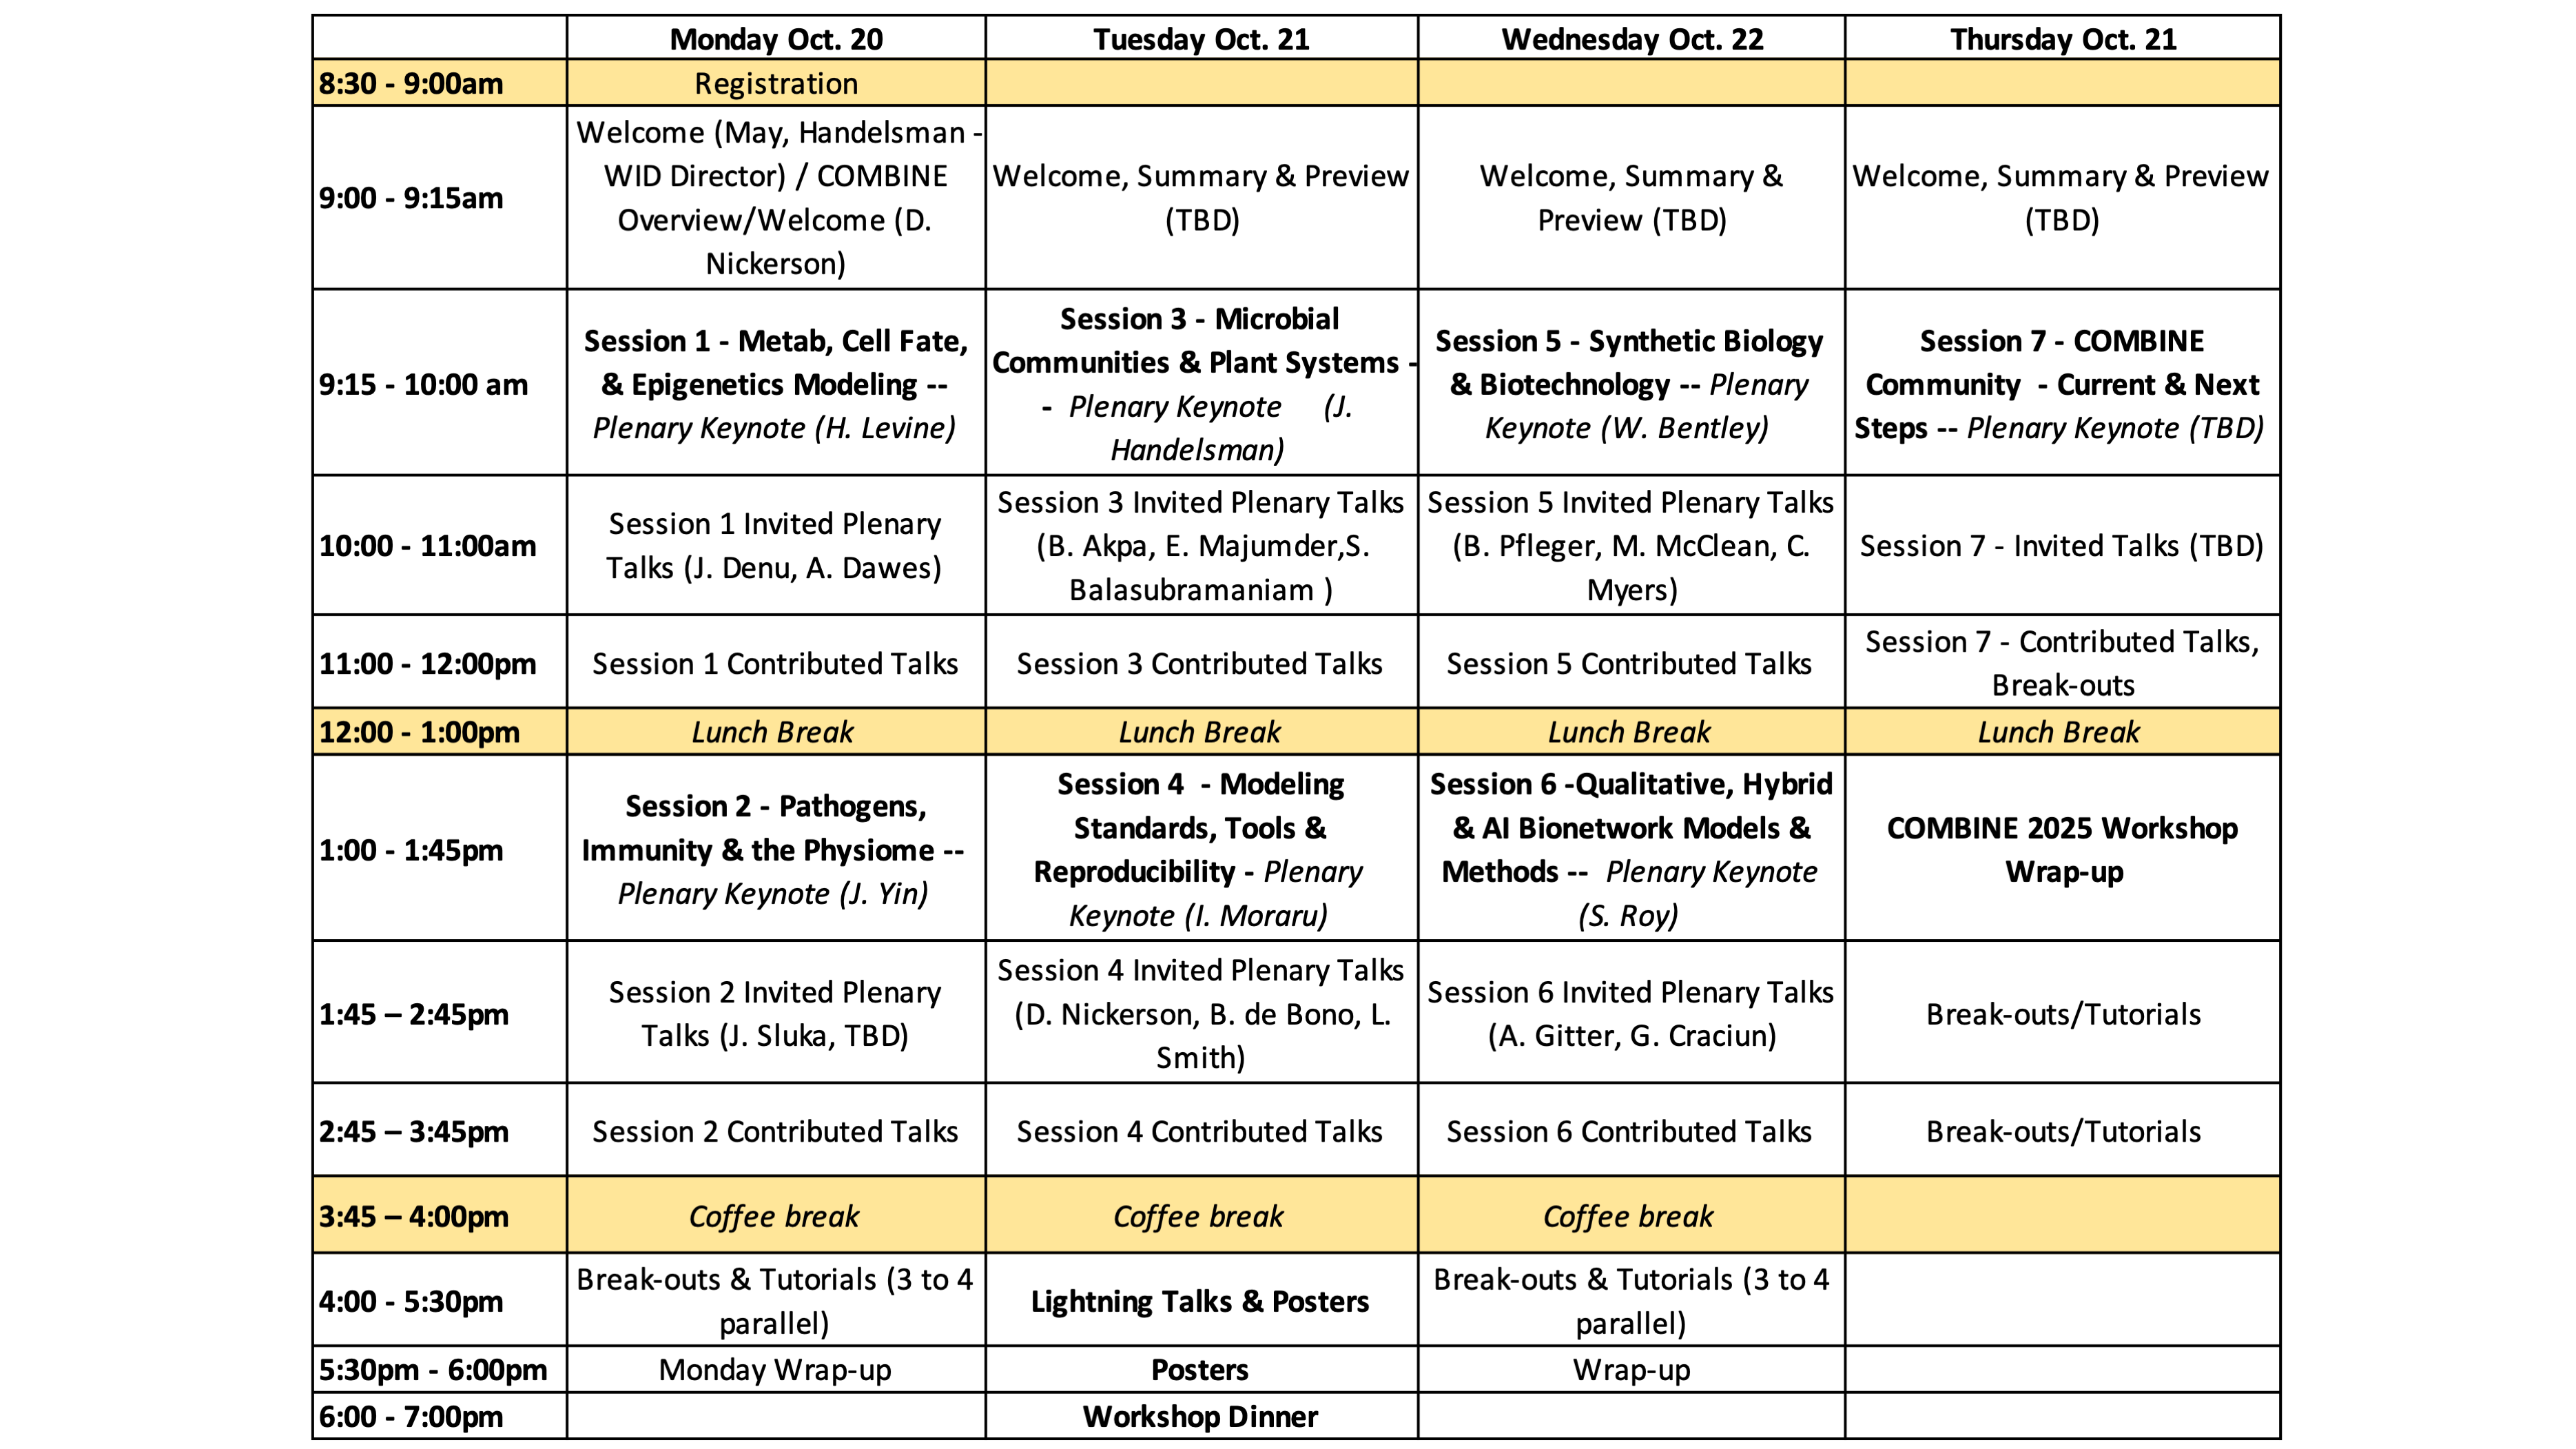 Monday Oct. 20 Tuesday Oct. 21 Wednesday Oct. 22 Thursday Oct. 21
8:30 - 9:00am Registration
9:00 - 9:15am
Welcome (May, Handelsman -
WID Director) / COMBINE
Overview/Welcome (D.
Nickerson)
Welcome, Summary & Preview
(TBD)
Welcome, Summary &
Preview (TBD)
Welcome, Summary & Preview
(TBD)
9:15 - 10:00 am
Session 1 - Metab, Cell Fate,
& Epigenetics Modeling --
Plenary Keynote (H. Levine)
Session 3 - Microbial
Communities & Plant Systems -
- Plenary Keynote (J.
Handelsman)
Session 5 - Synthetic Biology
& Biotechnology -- Plenary
Keynote (W. Bentley)
Session 7 - COMBINE
Community - Current & Next
Steps -- Plenary Keynote (TBD)
10:00 - 11:00am
Session 1 Invited Plenary
Talks (J. Denu, A. Dawes)
Session 3 Invited Plenary Talks
(B. Akpa, E. Majumder,S.
Balasubramaniam )
Session 5 Invited Plenary Talks
(B. Pfleger, M. McClean, C.
Myers)
Session 7 - Invited Talks (TBD)
11:00 - 12:00pm
Session 1 Contributed Talks
Session 3 Contributed Talks
Session 5 Contributed Talks
Session 7 - Contributed Talks,
Break-outs
12:00 - 1:00pm Lunch Break Lunch Break Lunch Break Lunch Break
1:00 - 1:45pm
Session 2 - Pathogens,
Immunity & the Physiome --
Plenary Keynote (J. Yin)
Session 4 - Modeling
Standards, Tools &
Reproducibility - Plenary
Keynote (I. Moraru)
Session 6 -Qualitative, Hybrid
& AI Bionetwork Models &
Methods -- Plenary Keynote
(S. Roy)
COMBINE 2025 Workshop
Wrap-up
1:45 – 2:45pm
Session 2 Invited Plenary
Talks (J. Sluka, TBD)
Session 4 Invited Plenary Talks
(D. Nickerson, B. de Bono, L.
Smith)
Session 6 Invited Plenary Talks
(A. Gitter, G. Craciun)
Break-outs/Tutorials
2:45 – 3:45pm Session 2 Contributed Talks Session 4 Contributed Talks Session 6 Contributed Talks Break-outs/Tutorials
3:45 – 4:00pm Coffee break Coffee break Coffee break
4:00 - 5:30pm
Break-outs & Tutorials (3 to 4
parallel)
Lightning Talks & Posters
Break-outs & Tutorials (3 to 4
parallel)
5:30pm - 6:00pm Monday Wrap-up Posters Wrap-up
6:00 - 7:00pm Workshop Dinner